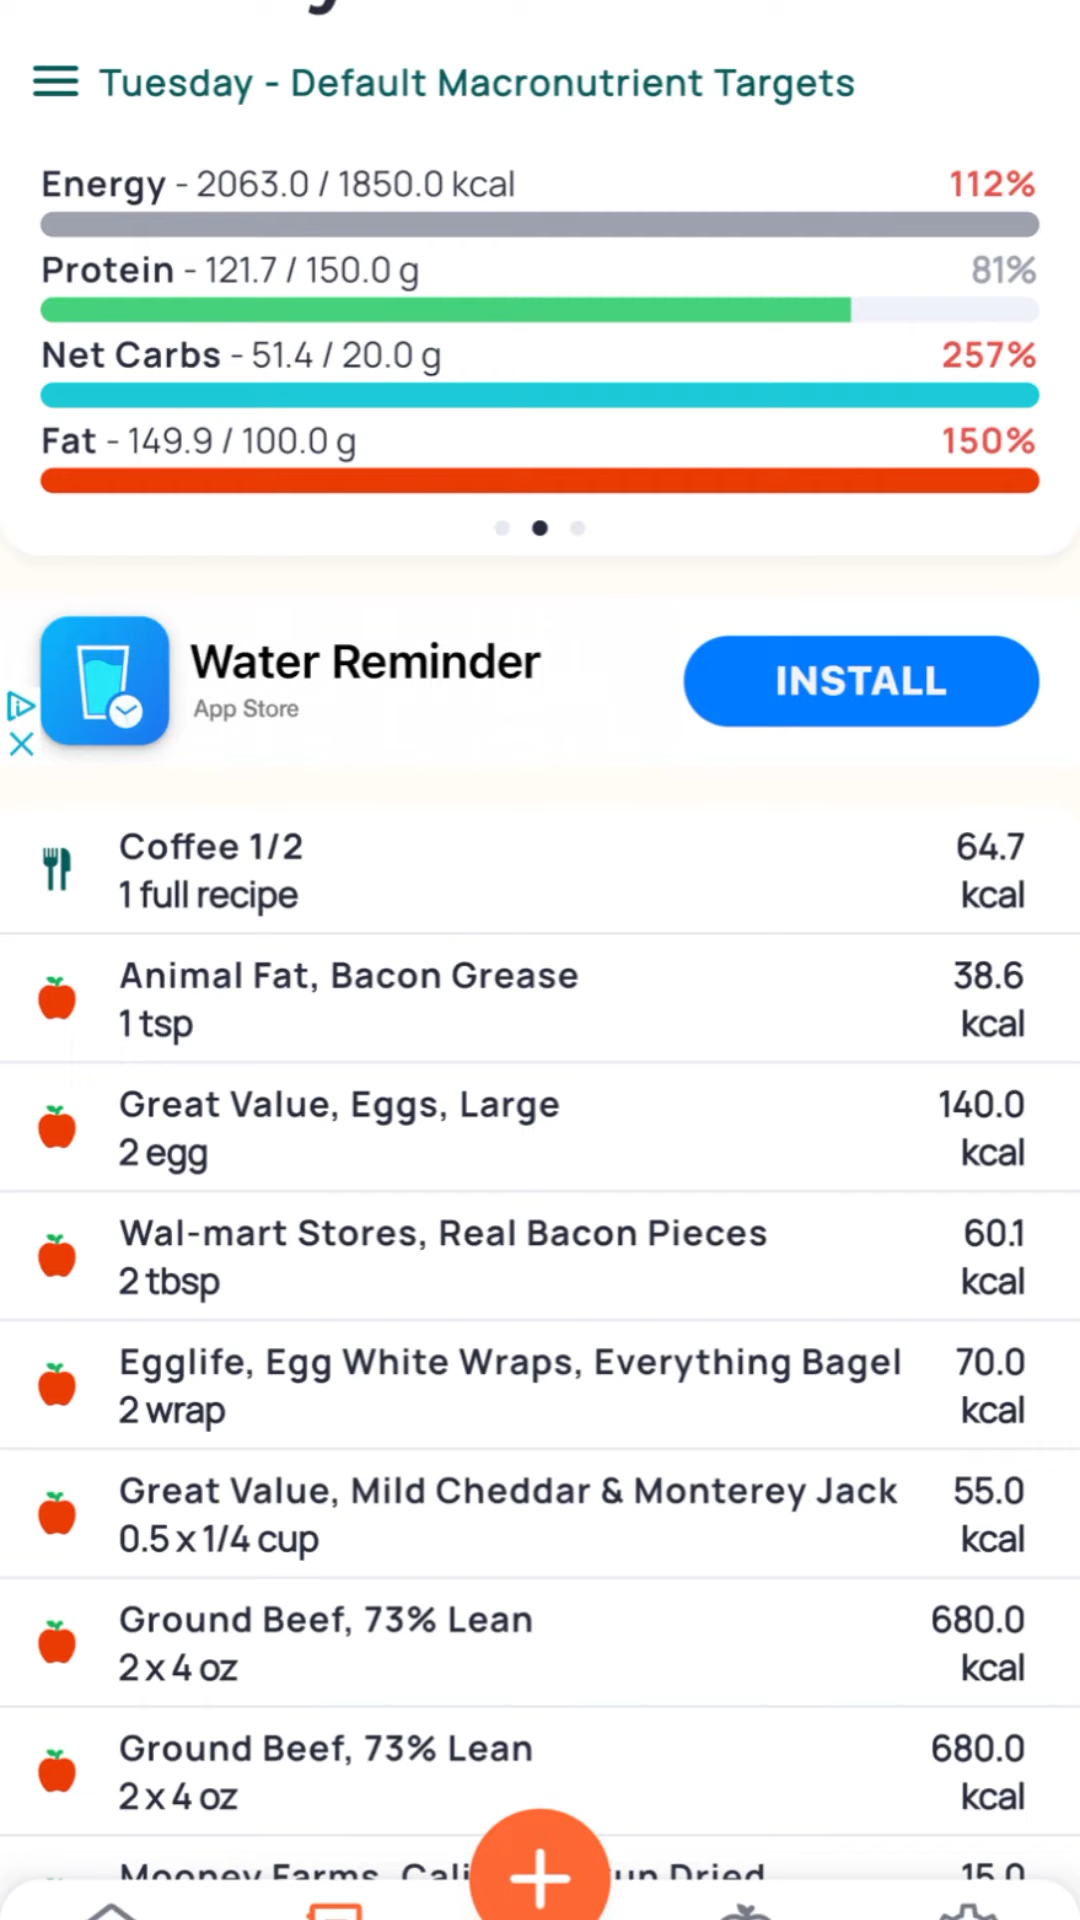 Tuesday - Default Macronutrient Targets
Energy - 2063.0 / 1850.0 kcal 112%
Protein - 121.7 / 150.0 g 81%
Net Carbs - 51.4 / 20.0 g 257%
Fat - 149.9 / 100.0 g 150%
Water Reminder
App Store
INSTALL
Coffee 1/2 64.7
1 full recipe kcal
Animal Fat, Bacon Grease 38.6
1 tsp kcal
Great Value, Eggs, Large 140.0
2 egg kcal
Wal-mart Stores, Real Bacon Pieces 60.1
2 tbsp kcal
Egglife, Egg White Wraps, Everything Bagel 70.0
2 wrap kcal
Great Value, Mild Cheddar & Monterey Jack 55.0
0.5 x 1/4 cup kcal
Ground Beef, 73% Lean 680.0
2 x 4 oz kcal
Ground Beef, 73% Lean 680.0
2 x 4 oz kcal
Mooney Farms, Dried 15.0